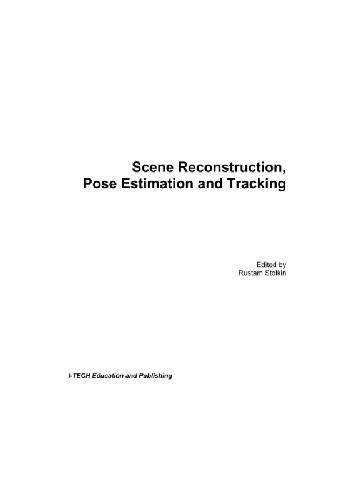 Scene Reconstruction,
Pose Estimation and Tracking
Edited by
Rustam Stolkin
I-TECH Education and Publishing